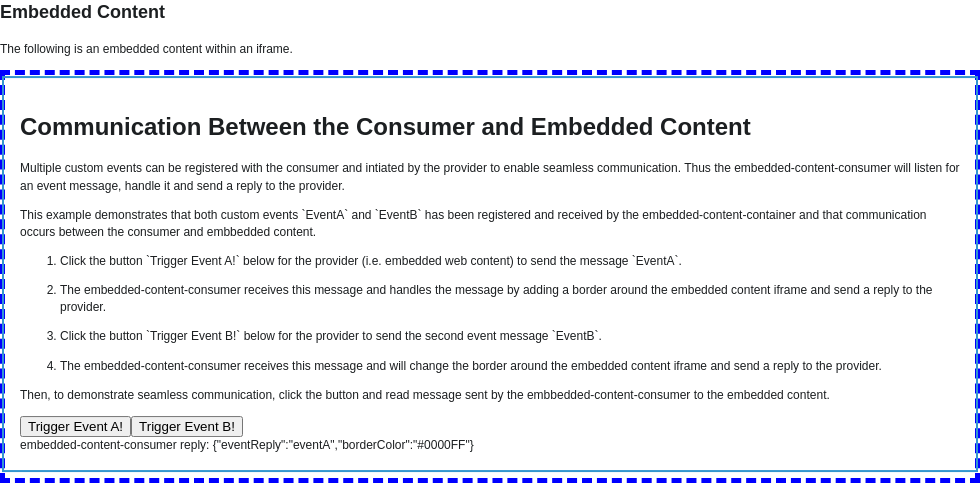 Embedded Content
The following is an embedded content within an iframe.
Communication Between the Consumer and Embedded Content
Multiple custom events can be registered with the consumer and intiated by the provider to enable seamless communication. Thus the embedded-content-consumer will listen for
an event message, handle it and send a reply to the provider.
This example demonstrates that both custom events `EventA` and `EventB` has been registered and received by the embedded-content-container and that communication
occurs between the consumer and embbedded content.
1. Click the button `Trigger Event A!` below for the provider (i.e. embedded web content) to send the message `EventA`.
2. The embedded-content-consumer receives this message and handles the message by adding a border around the embedded content iframe and send a reply to the
provider.
3. Click the button `Trigger Event B!` below for the provider to send the second event message `EventB`.
4. The embedded-content-consumer receives this message and will change the border around the embedded content iframe and send a reply to the provider.
Then, to demonstrate seamless communication, click the button and read message sent by the embbedded-content-consumer to the embedded content.
Trigger Event A! Trigger Event B!
embedded-content-consumer reply: {"eventReply":"eventA","borderColor":"#0000FF"}